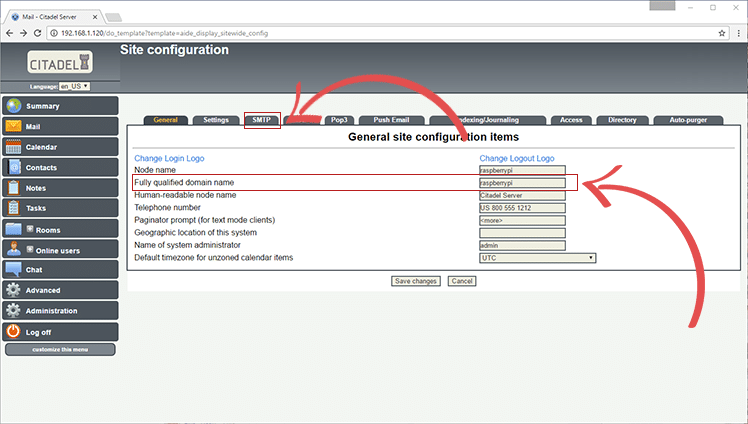 Mail - Citadel Server
192.168.1.120/do_template?template=aide_display_sitewide_config
Site configuration
CITADEL
Language: en_US
Summary
Mail
Calendar
Contacts
Notes
Tasks
Rooms
Online users
Chat
Advanced
Administration
Log off
customize this menu
General Settings SMTP Pop3 Push Email Indexing/Journaling Access Directory Auto-purger
General site configuration items
Change Login Logo Change Logout Logo
Node name raspberrypi
Fully qualified domain name raspberrypi
Human-readable node name Citadel Server
Telephone number US 800 555 1212
Paginator prompt (for text mode clients) <more>
Geographic location of this system
Name of system administrator admin
Default timezone for unzoned calendar items UTC
Save changes Cancel